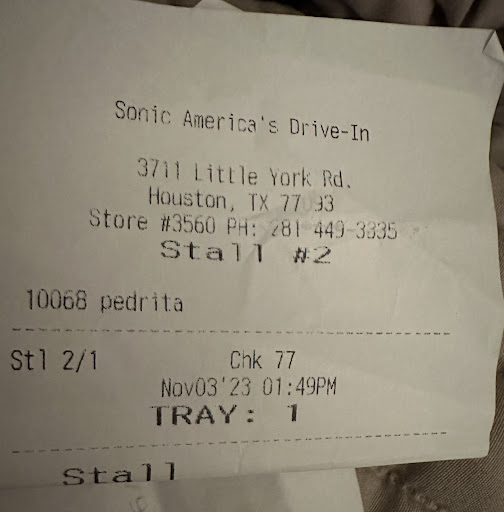 Sonic America's Drive-In
3711 Little York Rd.
Houston, TX 77093
Store #3560 PH: 281 449-3335
Stall #2
10068 pedrita
Stl 2/1 Chk 77
Nov03'23 01:49PM
TRAY: 1
Stall